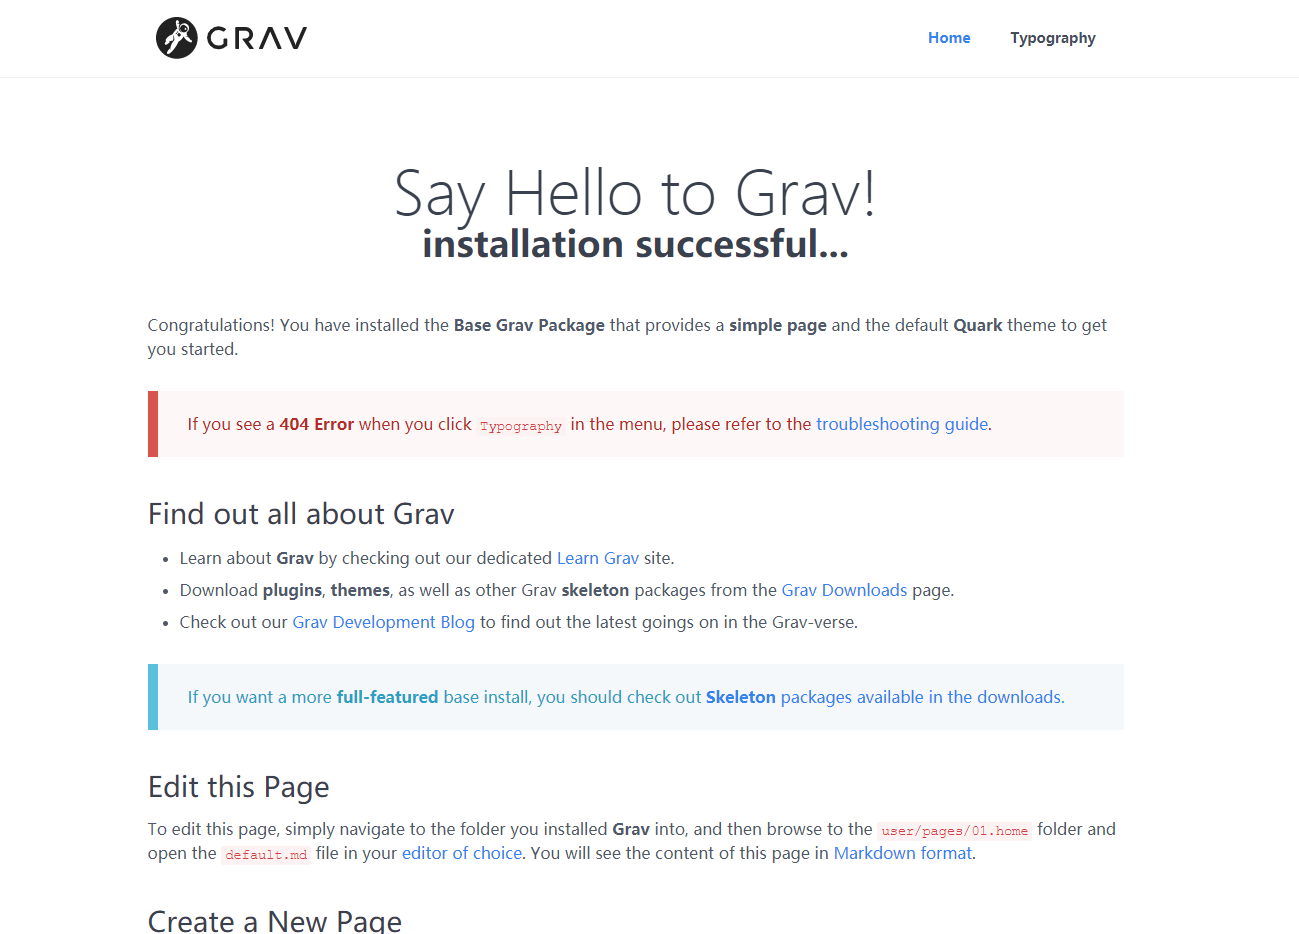 GRAV
Home
Typography
Say Hello to Grav!
installation successful...
Congratulations! You have installed the Base Grav Package that provides a simple page and the default Quark theme to get
you started.
If you see a 404 Error when you click Typography in the menu, please refer to the troubleshooting guide.
Find out all about Grav
• Learn about Grav by checking out our dedicated Learn Grav site.
• Download plugins, themes, as well as other Grav skeleton packages from the Grav Downloads page.
• Check out our Grav Development Blog to find out the latest goings on in the Grav-verse.
If you want a more full-featured base install, you should check out Skeleton packages available in the downloads.
Edit this Page
To edit this page, simply navigate to the folder you installed Grav into, and then browse to the user/pages/01.home folder and
open the default.md file in your editor of choice. You will see the content of this page in Markdown format.
Create a New Page